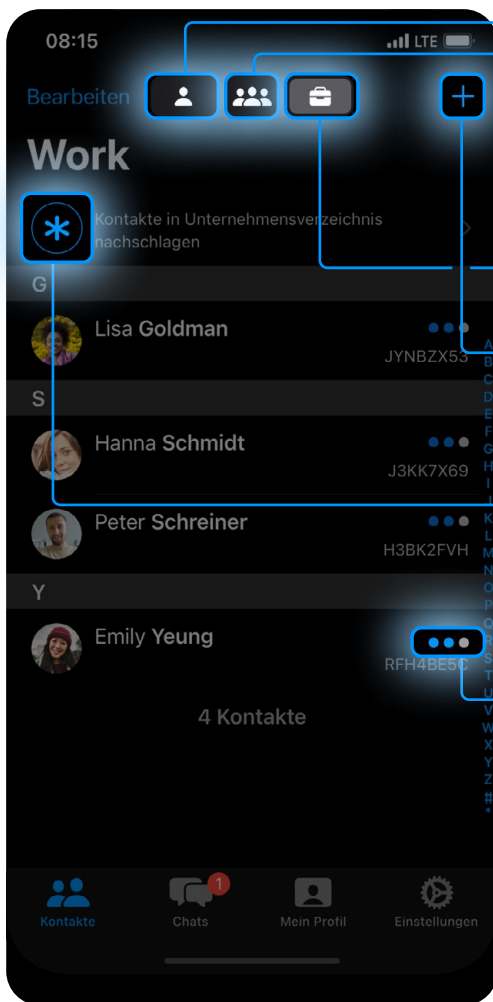 08:15 LTE
Bearbeiten
Work
Kontakte in Unternehmensverzeichnis
nachschlagen
G
Lisa Goldman
JYNBZX53
S
Hanna Schmidt
J3KK7X69
Peter Schreiner
H3BK2FVH
Y
Emily Yeung
RFH4BE5C
4 Kontakte
A
B
C
D
E
F
G
H
I
J
K
L
M
N
O
P
Q
R
S
T
U
V
W
X
Y
Z
#
*
1
Kontakte Chats Mein Profil Einstellungen